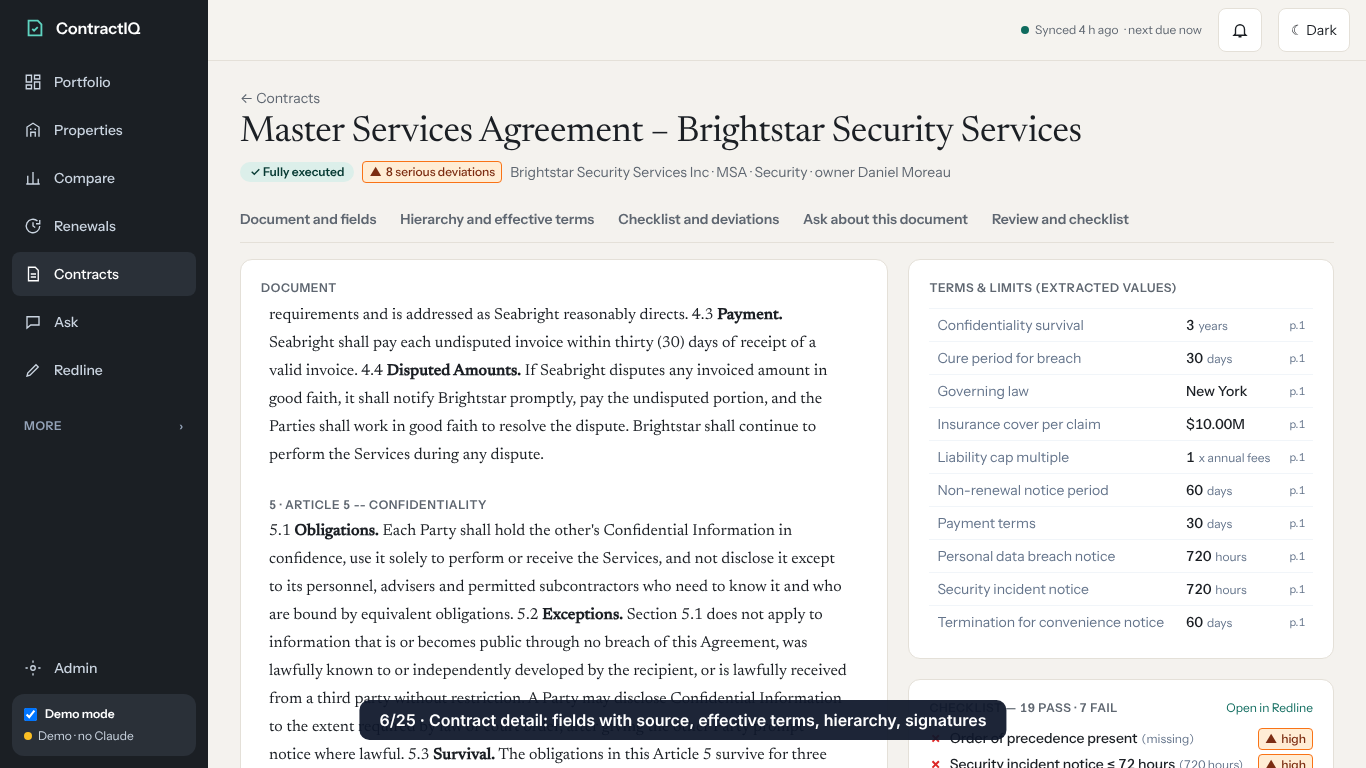 ContractIQ
Portfolio
Properties
Compare
Renewals
Contracts
Ask
Redline
MORE ›
Admin
Demo mode
Demo · no Claude
Synced 4 h ago · next due now
☾ Dark
← Contracts
Master Services Agreement – Brightstar Security Services
✓ Fully executed
▲ 8 serious deviations
Brightstar Security Services Inc · MSA · Security · owner Daniel Moreau
Document and fields
Hierarchy and effective terms
Checklist and deviations
Ask about this document
Review and checklist
DOCUMENT
requirements and is addressed as Seabright reasonably directs. 4.3 Payment.
Seabright shall pay each undisputed invoice within thirty (30) days of receipt of a
valid invoice. 4.4 Disputed Amounts. If Seabright disputes any invoiced amount in
good faith, it shall notify Brightstar promptly, pay the undisputed portion, and the
Parties shall work in good faith to resolve the dispute. Brightstar shall continue to
perform the Services during any dispute.
5 · ARTICLE 5 -- CONFIDENTIALITY
5.1 Obligations. Each Party shall hold the other's Confidential Information in
confidence, use it solely to perform or receive the Services, and not disclose it except
to its personnel, advisers and permitted subcontractors who need to know it and who
are bound by equivalent obligations. 5.2 Exceptions. Section 5.1 does not apply to
information that is or becomes public through no breach of this Agreement, was
lawfully known to or independently developed by the recipient, or is lawfully received
from a third party without restriction. A Party may disclose Confidential Information
to the extent
notice where lawful. 5.3 Survival. The obligations in this Article 5 survive for three
TERMS & LIMITS (EXTRACTED VALUES)
Confidentiality survival 3 years p.1
Cure period for breach 30 days p.1
Governing law New York p.1
Insurance cover per claim $10.00M p.1
Liability cap multiple 1 x annual fees p.1
Non-renewal notice period 60 days p.1
Payment terms 30 days p.1
Personal data breach notice 720 hours p.1
Security incident notice 720 hours p.1
Termination for convenience notice 60 days p.1
CHECKLIST — 19 PASS · 7 FAIL Open in Redline
× Order of precedence present (missing) ▲ high
× Security incident notice ≤ 72 hours (720 hours) ▲ high
6/25 · Contract detail: fields with source, effective terms, hierarchy, signatures